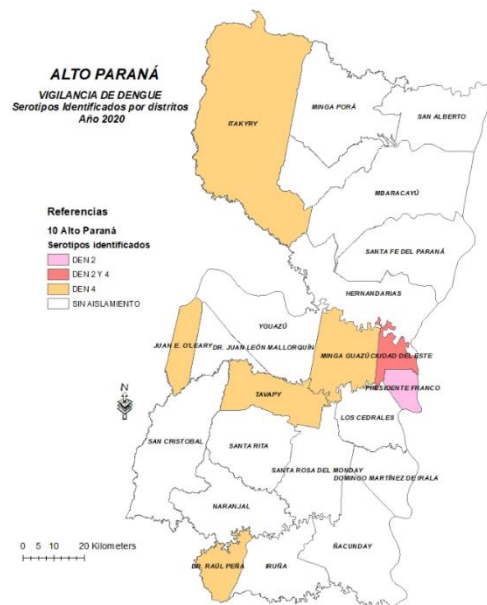 ALTO PARANÁ
VIGILANCIA DE DENGUE
Serotipos Identificados por distritos
Año 2020
ITAKYRY
MINGA PORÁ
SAN ALBERTO
MBARACAYÚ
SANTA FE DEL PARANÁ
HERNANDARIAS
Referencias
10 Alto Paraná
Serotipos identificados
DEN 2
DEN 2 Y 4
DEN 4
SIN AISLAMIENTO
YGUAZÚ
JUAN E. O'LEARY
DR. JUAN LEÓN MALLORQUÍN
MINGA GUAZÚ
CIUDAD DEL ESTE
PRESIDENTE FRANCO
TAVAPY
LOS CEDRALES
N
SAN CRISTOBAL
SANTA RITA
SANTA ROSA DEL MONDAY
DOMINGO MARTÍNEZ DE IRALA
NARANJAL
ÑACUNDAY
DR. RAÚL PEÑA
IRUÑA
0 5 10 20 Kilometers